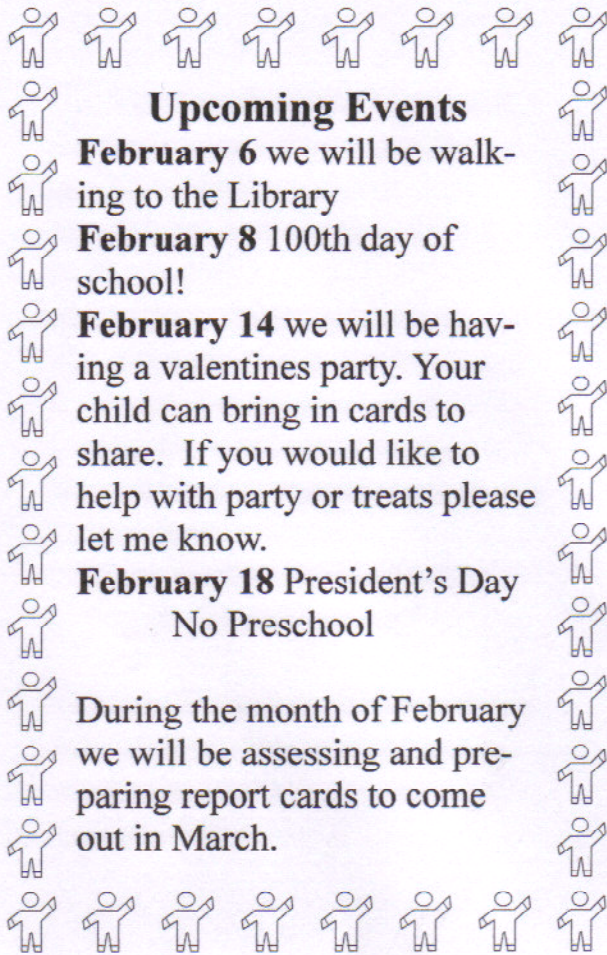 Upcoming Events
February 6 we will be walk-
ing to the Library
February 8 100th day of
school!
February 14 we will be hav-
ing a valentines party. Your
child can bring in cards to
share.  If you would like to
help with party or treats please
let me know.
February 18 President's Day
No Preschool
During the month of February
we will be assessing and pre-
paring report cards to come
out in March.